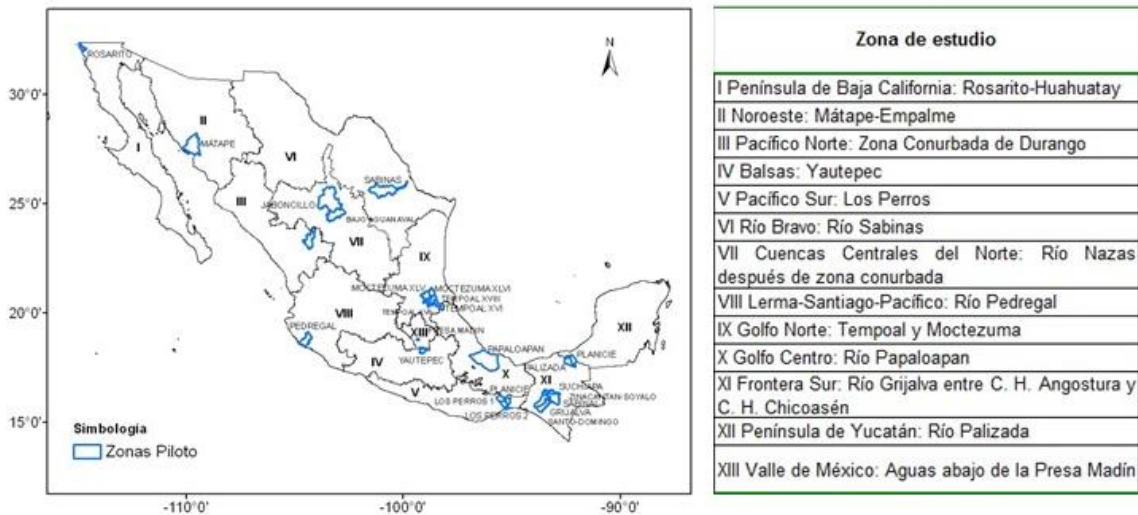 N
30°0'
25°0'
20°0'
15°0'
-110°0'
-100°0'
-90°0'
ROSARITO
II
MÁTAPE
I
VI
SABINAS
III
JABONCILLO
BAJO AGUANAVAL
VII
IX
MOCTEZUMA XLV
MOCTEZUMA XLVI
TEMPOAL XVIII
TEMPOAL XVI
VIII
XIII
PRESA MADIN
PEDREGAL
YAUTEPEC
IV
PAPALOAPAN
X
V
PLANICIE
LOS PERROS 1
LOS PERROS 2
XII
PLANICIE
PALIZADA
XI
SUCHIAPA
ZINACANTAN-SOYALO
SABINAL
GRIJALVA
SANTO-DOMINGO
Simbología
Zonas Piloto
Zona de estudio
I Península de Baja California: Rosarito-Huahuatay
II Noroeste: Mátape-Empalme
III Pacífico Norte: Zona Conurbada de Durango
IV Balsas: Yautepec
V Pacífico Sur: Los Perros
VI Río Bravo: Río Sabinas
VII Cuencas Centrales del Norte: Río Nazas
después de zona conurbada
VIII Lerma-Santiago-Pacífico: Río Pedregal
IX Golfo Norte: Tempoal y Moctezuma
X Golfo Centro: Río Papaloapan
XI Frontera Sur: Río Grijalva entre C. H. Angostura y
C. H. Chicoasén
XII Península de Yucatán: Río Palizada
XIII Valle de México: Aguas abajo de la Presa Madín